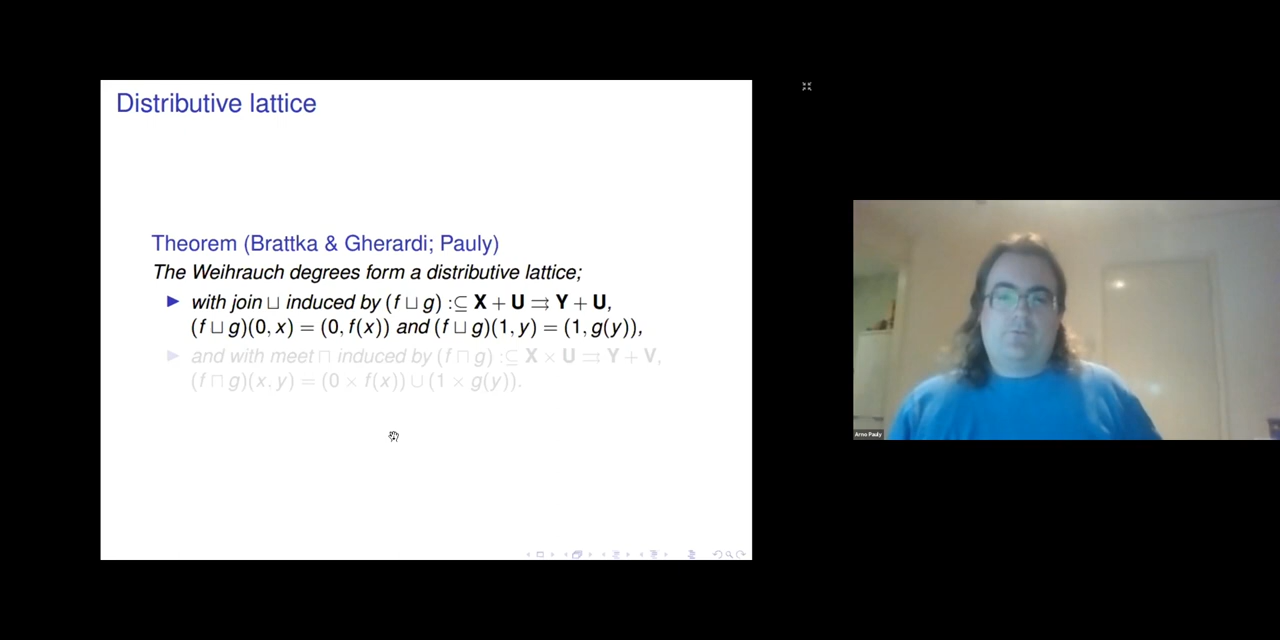 Distributive lattice
Theorem (Brattka & Gherardi; Pauly)
The Weihrauch degrees form a distributive lattice;
▶ with join ⊔ induced by (f ⊔ g) :⊆ X + U ⇉ Y + U,
(f ⊔ g)(0, x) = (0, f(x)) and (f ⊔ g)(1, y) = (1, g(y)),
▶ and with meet ⊓ induced by (f ⊓ g) :⊆ X × U ⇉ Y + V,
(f ⊓ g)(x. y) = (0 × f(x)) ∪ (1 × g(y)).
Arno Pauly